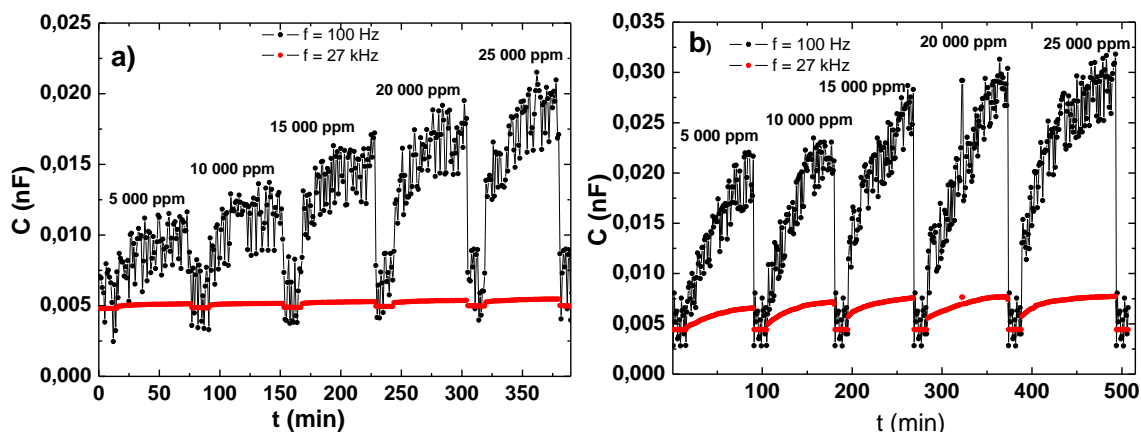 a)
f = 100 Hz
f = 27 kHz
5 000 ppm
10 000 ppm
15 000 ppm
20 000 ppm
25 000 ppm
0,025
0,020
0,015
0,010
0,005
0,000
C (nF)
0 50 100 150 200 250 300 350
t (min)
b)
f = 100 Hz
f = 27 kHz
5 000 ppm
10 000 ppm
15 000 ppm
20 000 ppm
25 000 ppm
0,035
0,030
0,025
0,020
0,015
0,010
0,005
0,000
C (nF)
100 200 300 400 500
t (min)